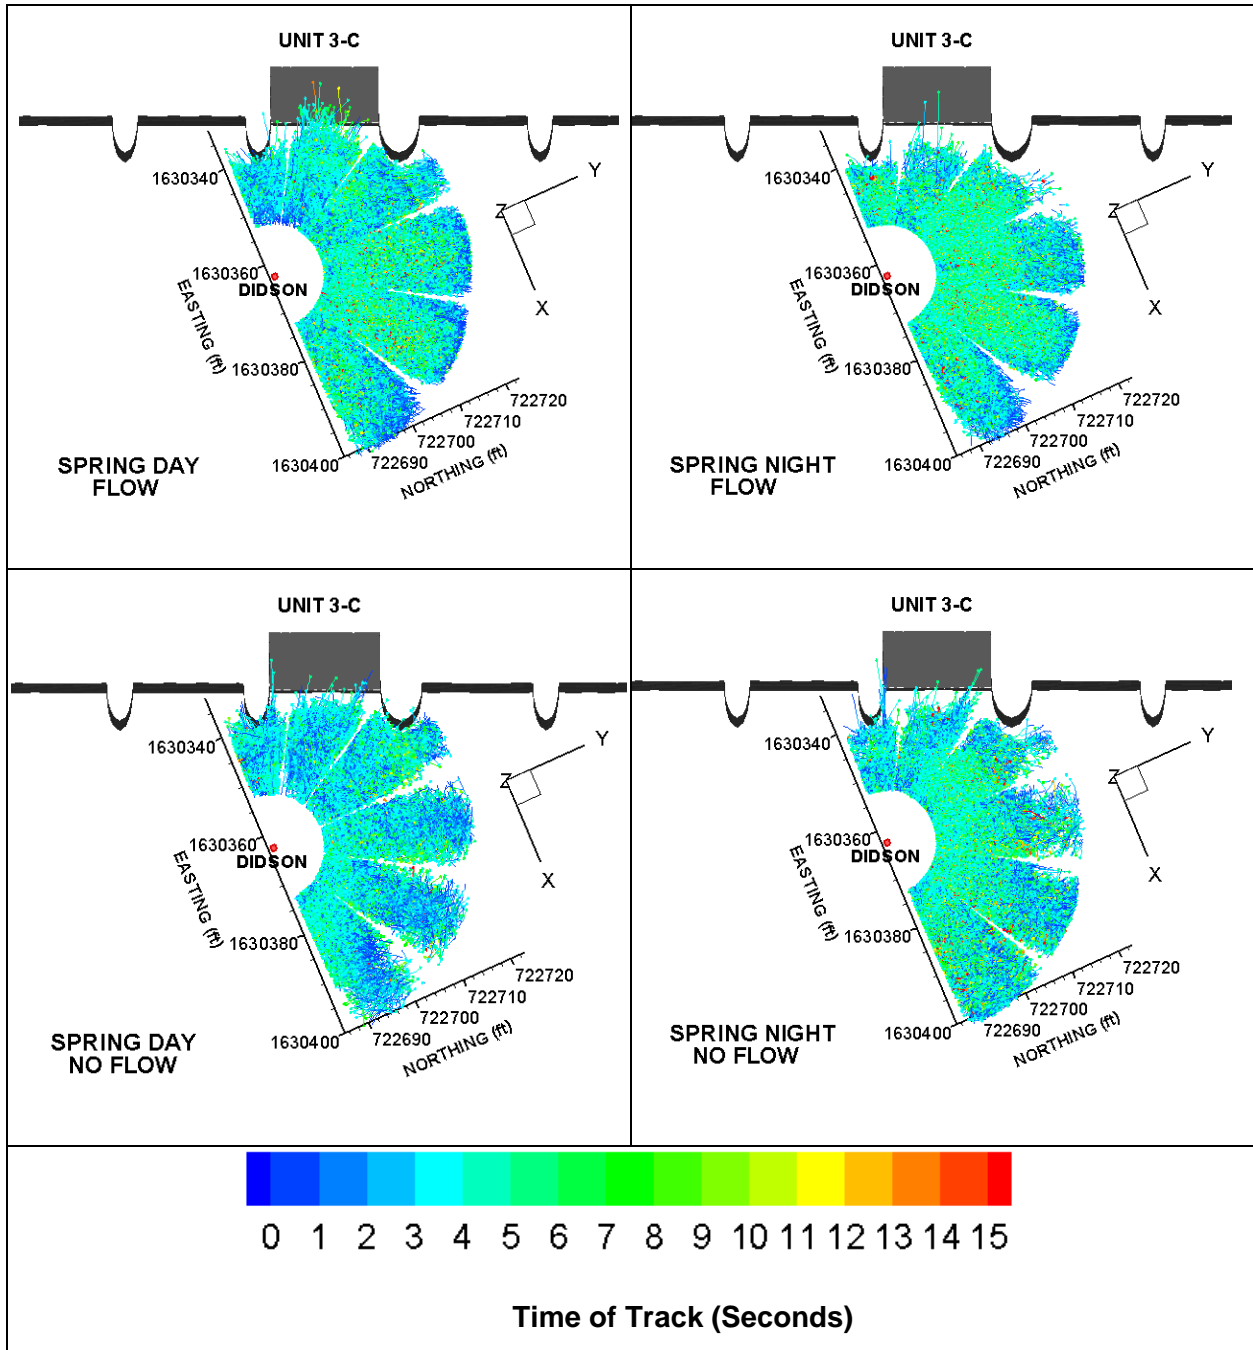 UNIT 3-C
1630340
Y
Z
1630360
DIDSON
EASTING (ft)
X
1630380
722720
722710
722700
722690
1630400
NORTHING (ft)
SPRING DAY
FLOW
UNIT 3-C
1630340
Y
Z
1630360
DIDSON
EASTING (ft)
X
1630380
722720
722710
722700
722690
1630400
NORTHING (ft)
SPRING NIGHT
FLOW
UNIT 3-C
1630340
Y
Z
1630360
DIDSON
EASTING (ft)
X
1630380
722720
722710
722700
722690
1630400
NORTHING (ft)
SPRING DAY
NO FLOW
UNIT 3-C
1630340
Y
Z
1630360
DIDSON
EASTING (ft)
X
1630380
722720
722710
722700
722690
1630400
NORTHING (ft)
SPRING NIGHT
NO FLOW
0 1 2 3 4 5 6 7 8 9 10 11 12 13 14 15
Time of Track (Seconds)